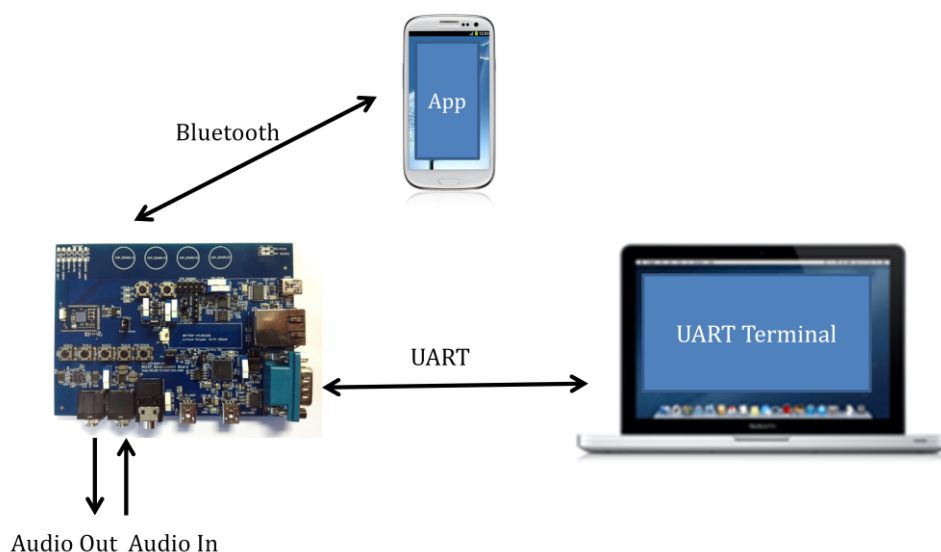 App
Bluetooth
UART Terminal
UART
Audio Out Audio In